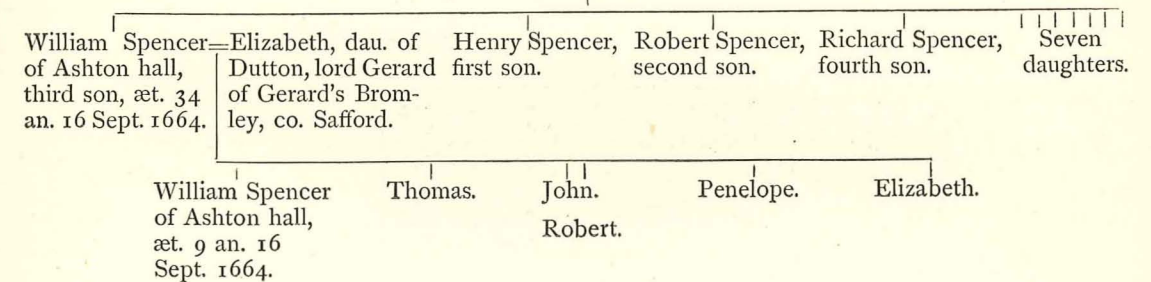 William Spencer=Elizabeth, dau. of
of Ashton hall, Dutton, lord Gerard
third son, æt. 34 of Gerard's Brom-
an. 16 Sept. 1664. ley, co. Safford.
Henry Spencer,
first son.
Robert Spencer,
second son.
Richard Spencer,
fourth son.
Seven
daughters.
William Spencer
of Ashton hall,
æt. 9 an. 16
Sept. 1664.
Thomas.
John.
Robert.
Penelope.
Elizabeth.